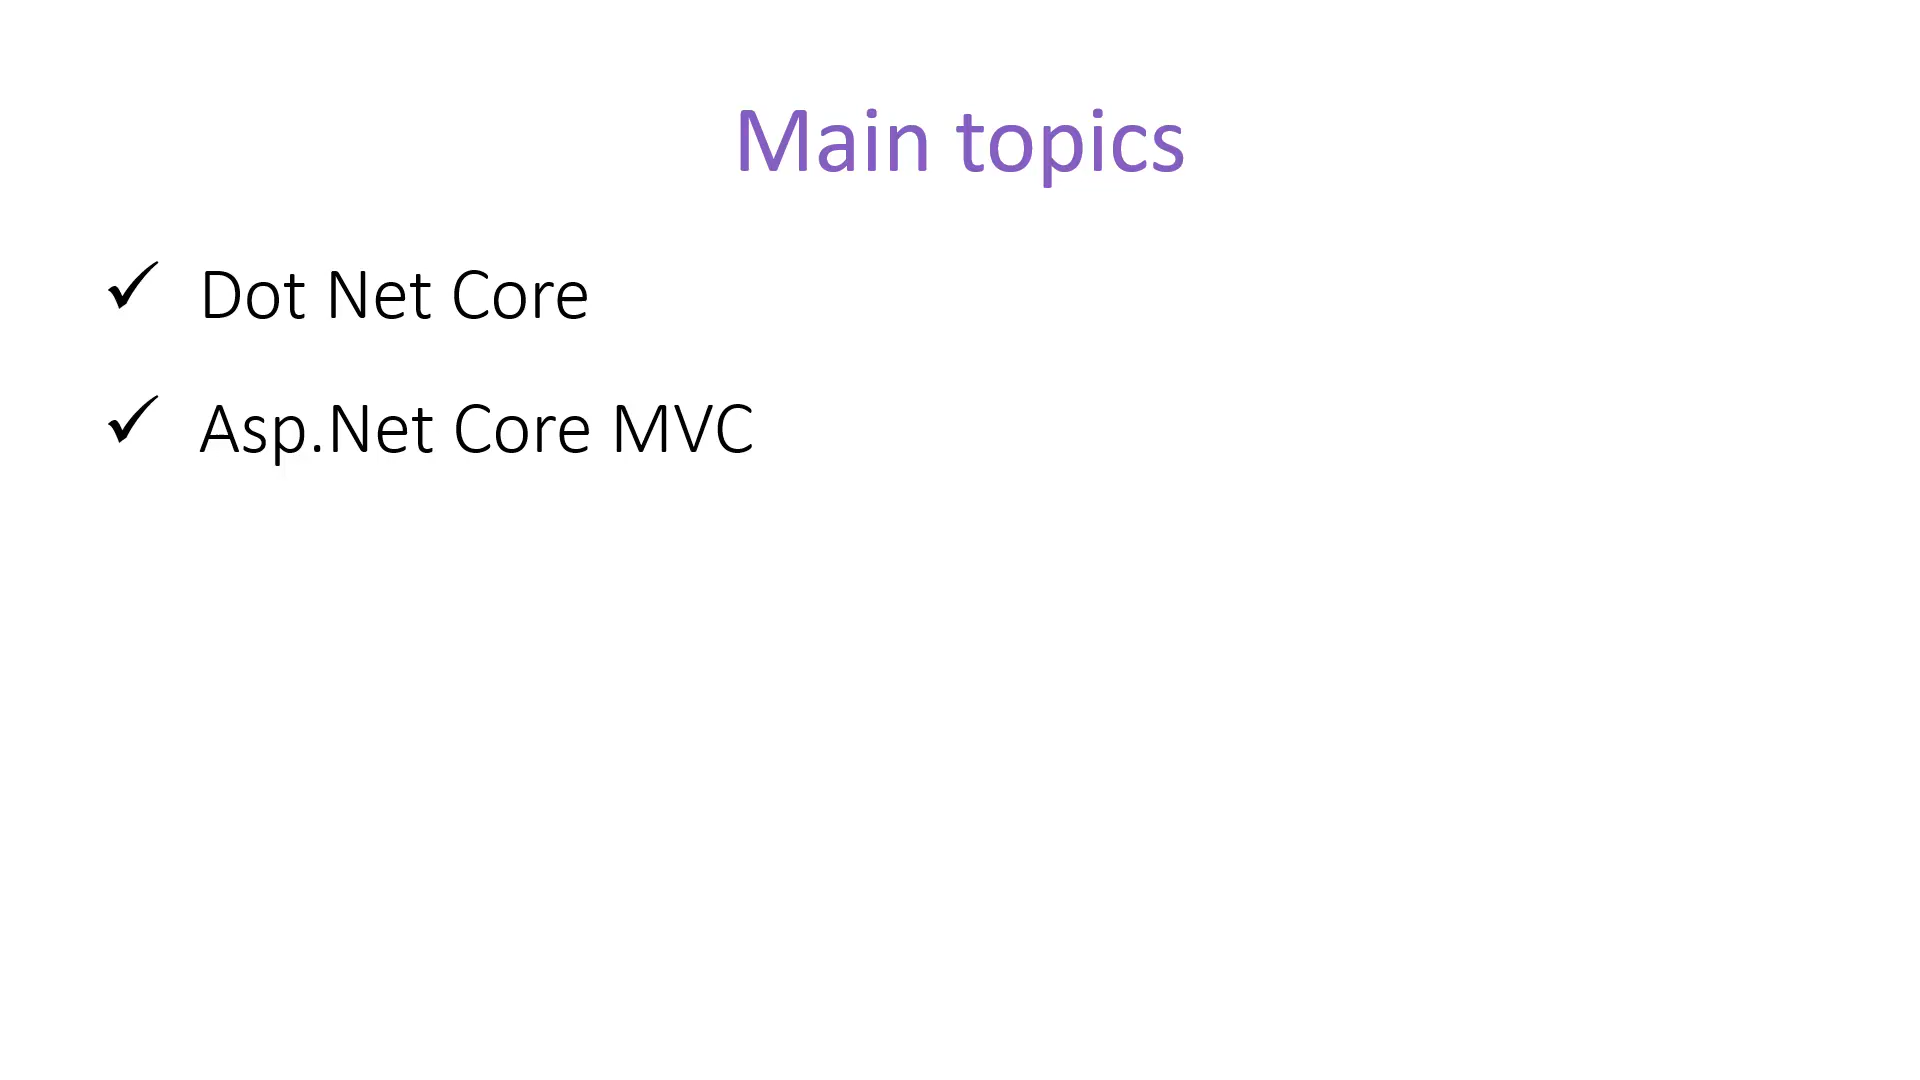 Main topics
✓ Dot Net Core
✓ Asp.Net Core MVC